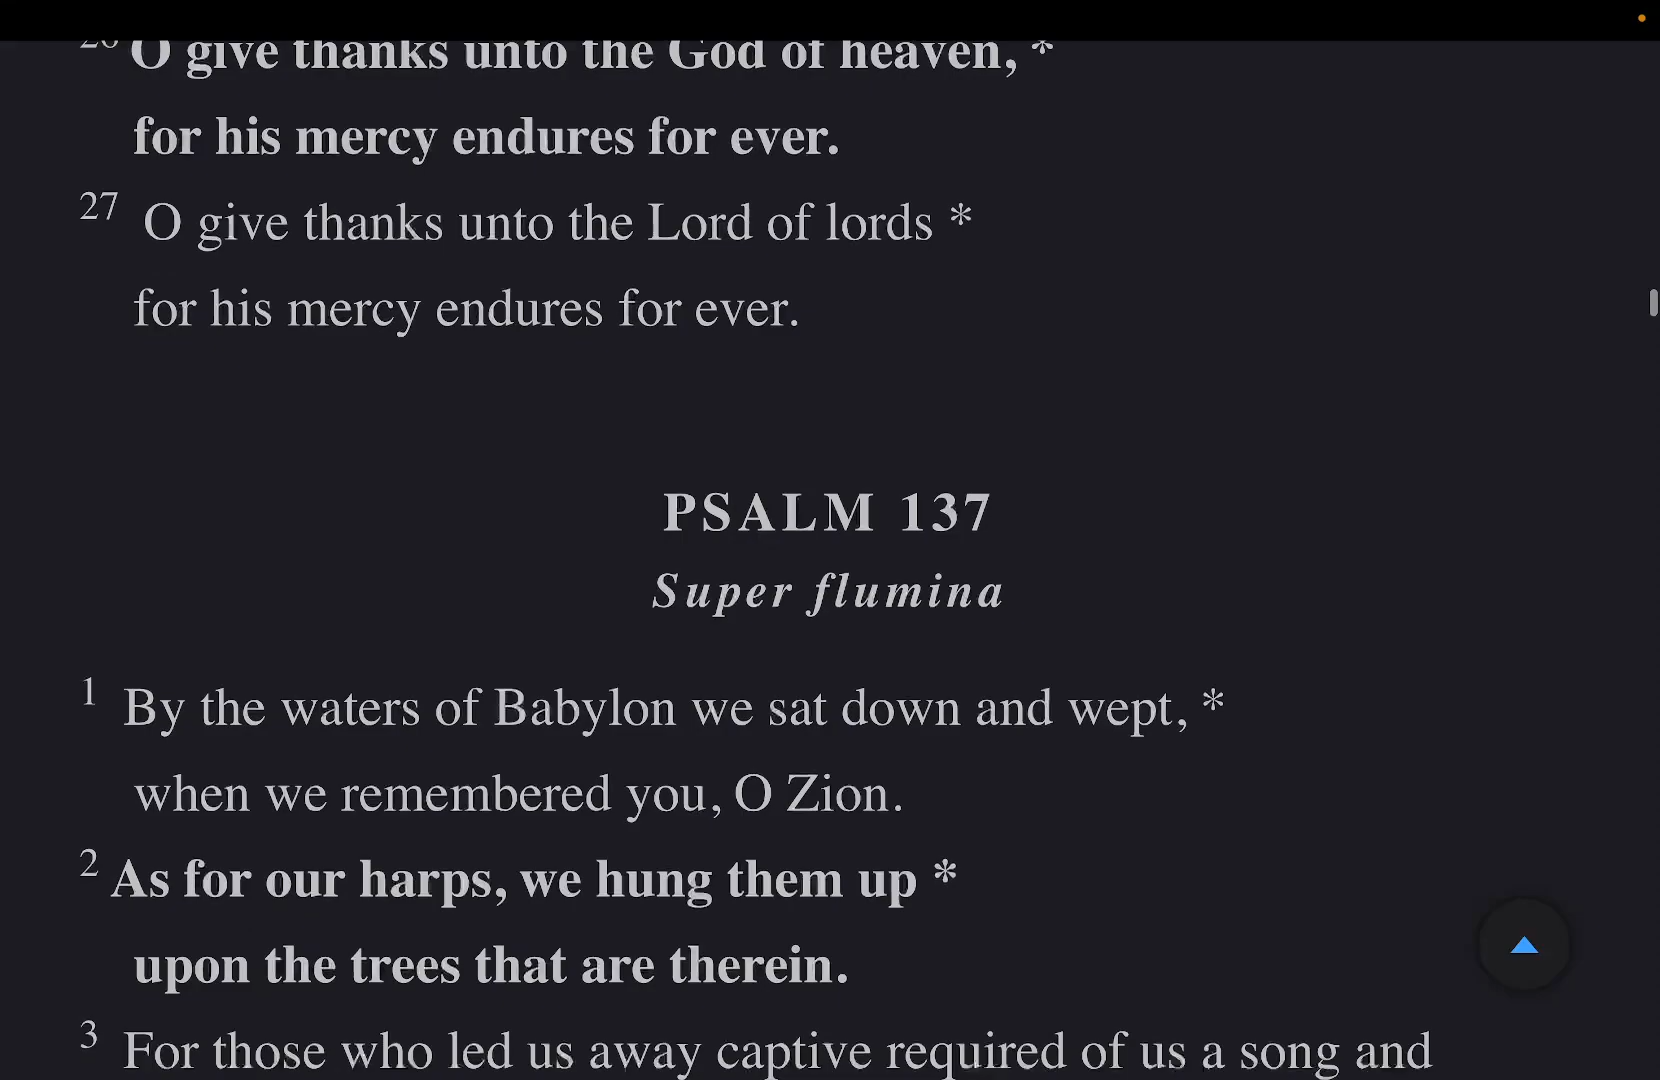 26 O give thanks unto the God of heaven, *
for his mercy endures for ever.
27 O give thanks unto the Lord of lords *
for his mercy endures for ever.
PSALM 137
Super flumina
1 By the waters of Babylon we sat down and wept, *
when we remembered you, O Zion.
2 As for our harps, we hung them up *
upon the trees that are therein.
3 For those who led us away captive required of us a song and